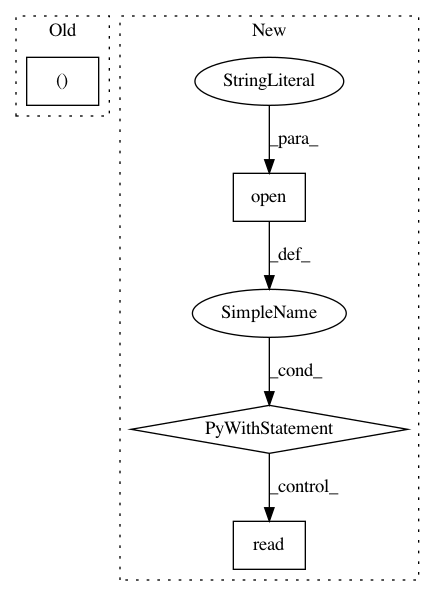 Old
New
()
StringLiteral
_para_
open
_def_
SimpleName
_cond_
PyWithStatement
_control_
read